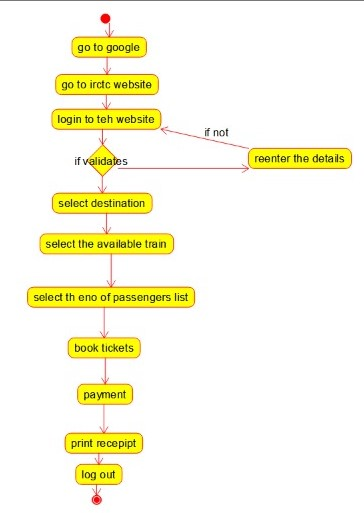 go to google
go to irctc website
login to teh website
if not
if validates
reenter the details
select destination
select the available train
select th eno of passengers list
book tickets
payment
print recepipt
log out